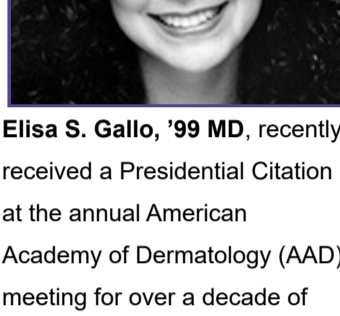 Elisa S. Gallo, ’99 MD, recently
received a Presidential Citation
at the annual American
Academy of Dermatology (AAD)
meeting for over a decade of